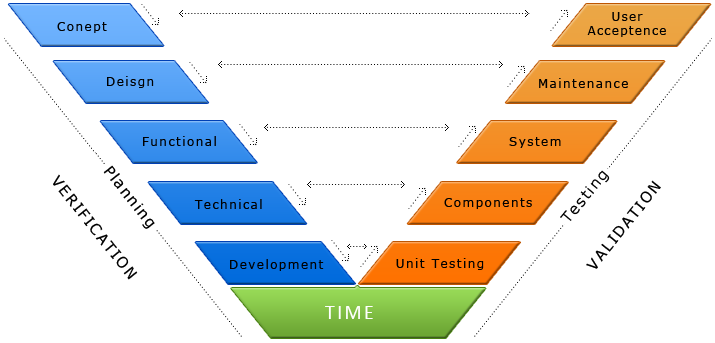 Conept
User
Acceptence
Deisgn
Maintenance
Functional
System
Technical
Components
Development
Unit Testing
TIME
Planning
VERIFICATION
Testing
VALIDATION